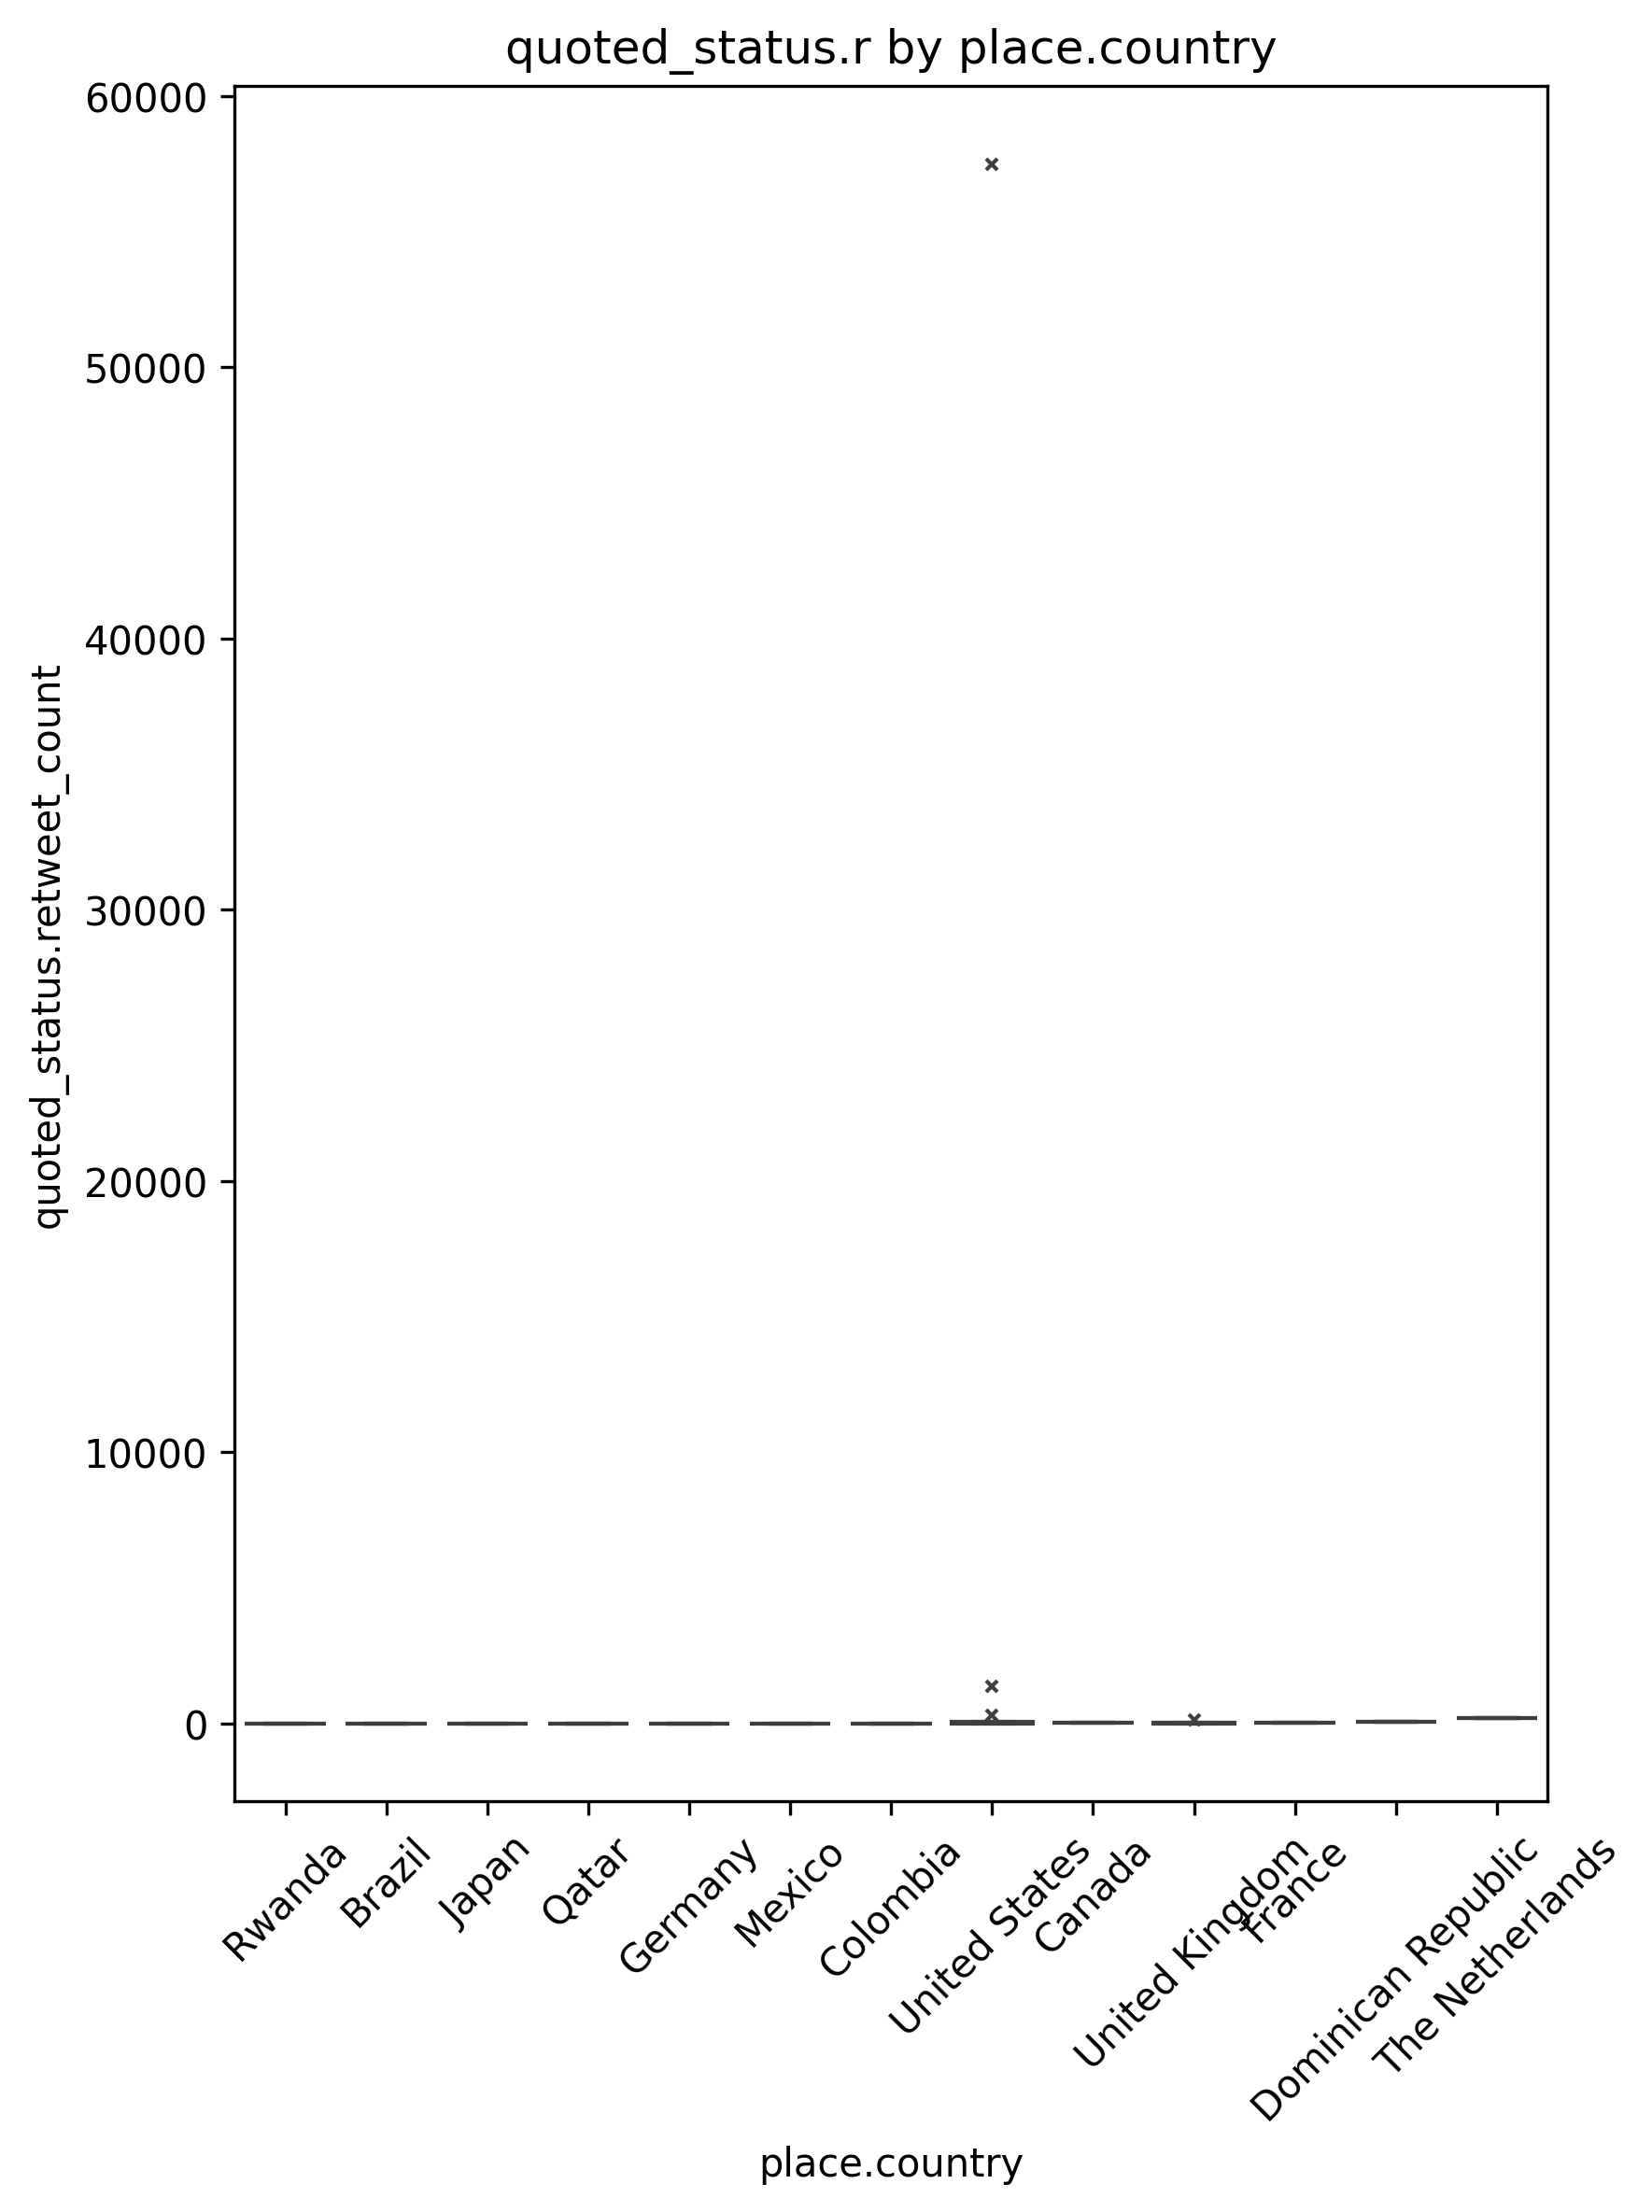 quoted_status.r by place.country
60000
50000
40000
30000
20000
10000
0
quoted_status.retweet_count
Rwanda
Brazil
Japan
Qatar
Germany
Mexico
Colombia
United States
Canada
United Kingdom
France
Dominican Republic
The Netherlands
place.country